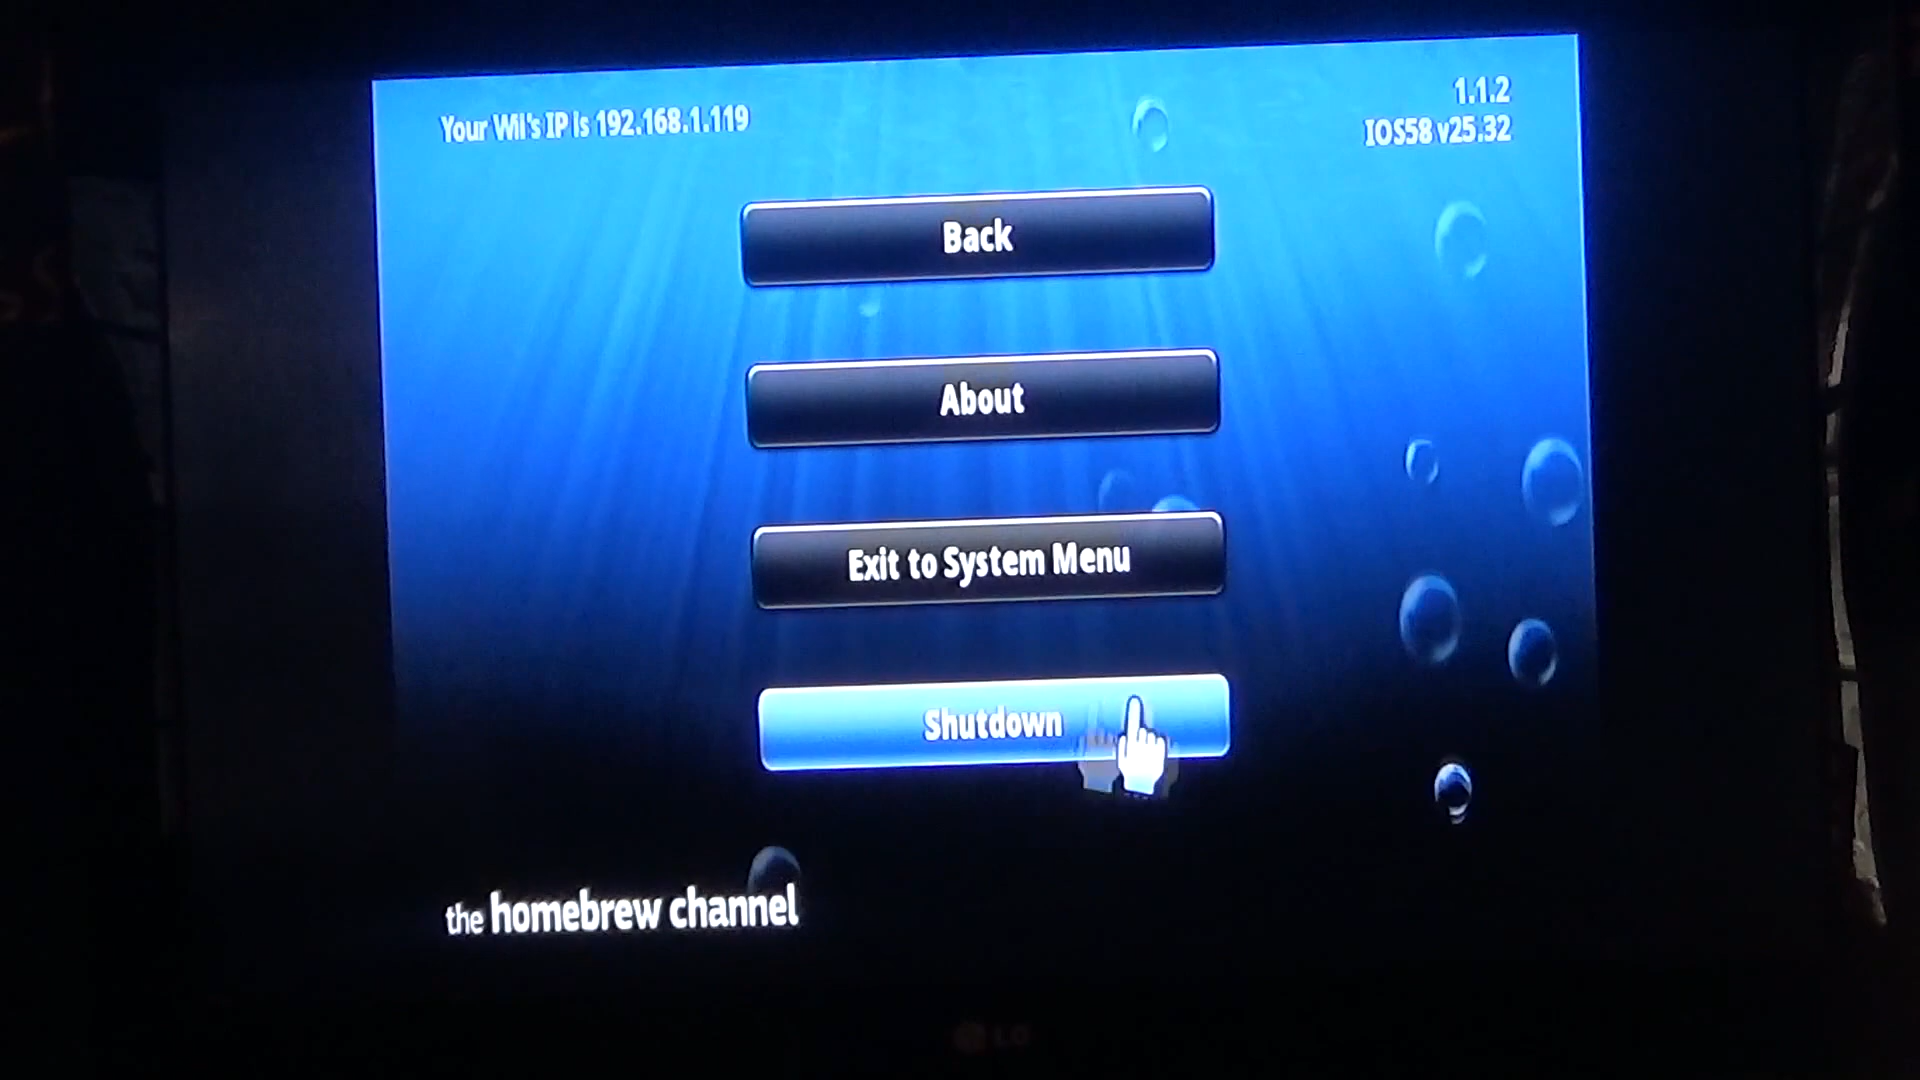 Your Wii's IP is 192.168.1.119
1.1.2
IOS58 v25.32
Back
About
Exit to System Menu
Shutdown
the homebrew channel
LG